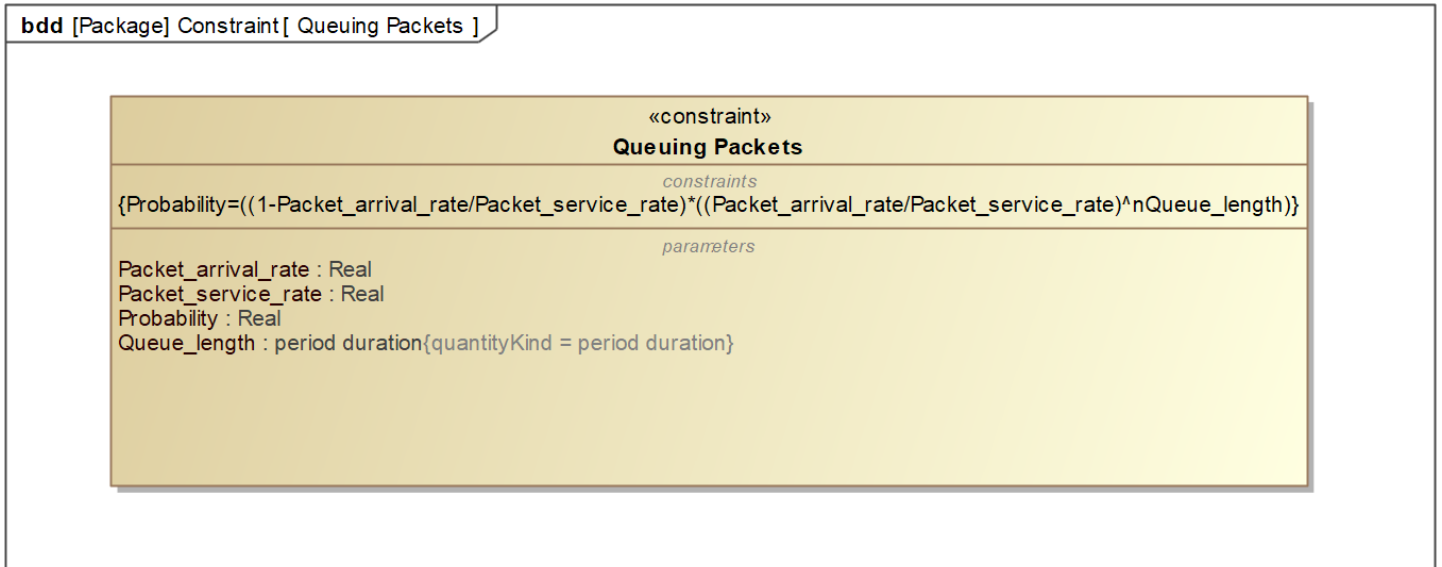 bdd [Package] Constraint [ Queuing Packets ]
«constraint»
Queuing Packets
constraints
{Probability=((1-Packet_arrival_rate/Packet_service_rate)*((Packet_arrival_rate/Packet_service_rate)^nQueue_length)}
parameters
Packet_arrival_rate : Real
Packet_service_rate : Real
Probability : Real
Queue_length : period duration{quantityKind = period duration}